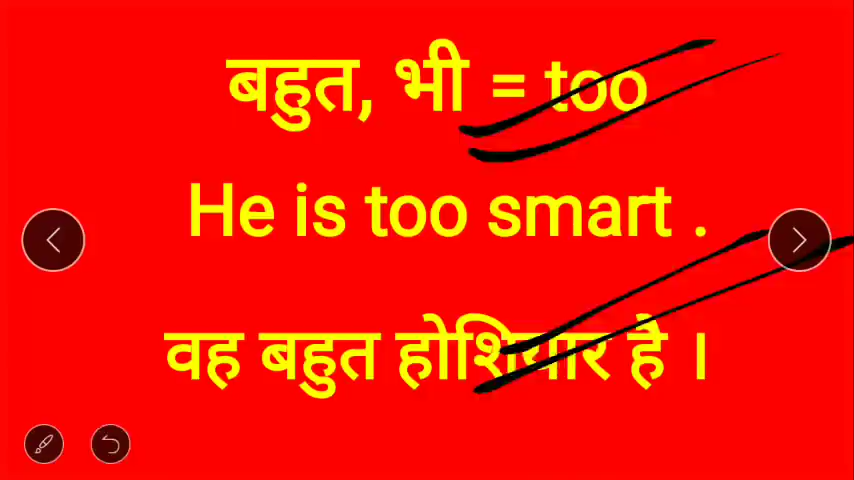 बहुत, भी = too
He is too smart .
वह बहुत होशियार है ।